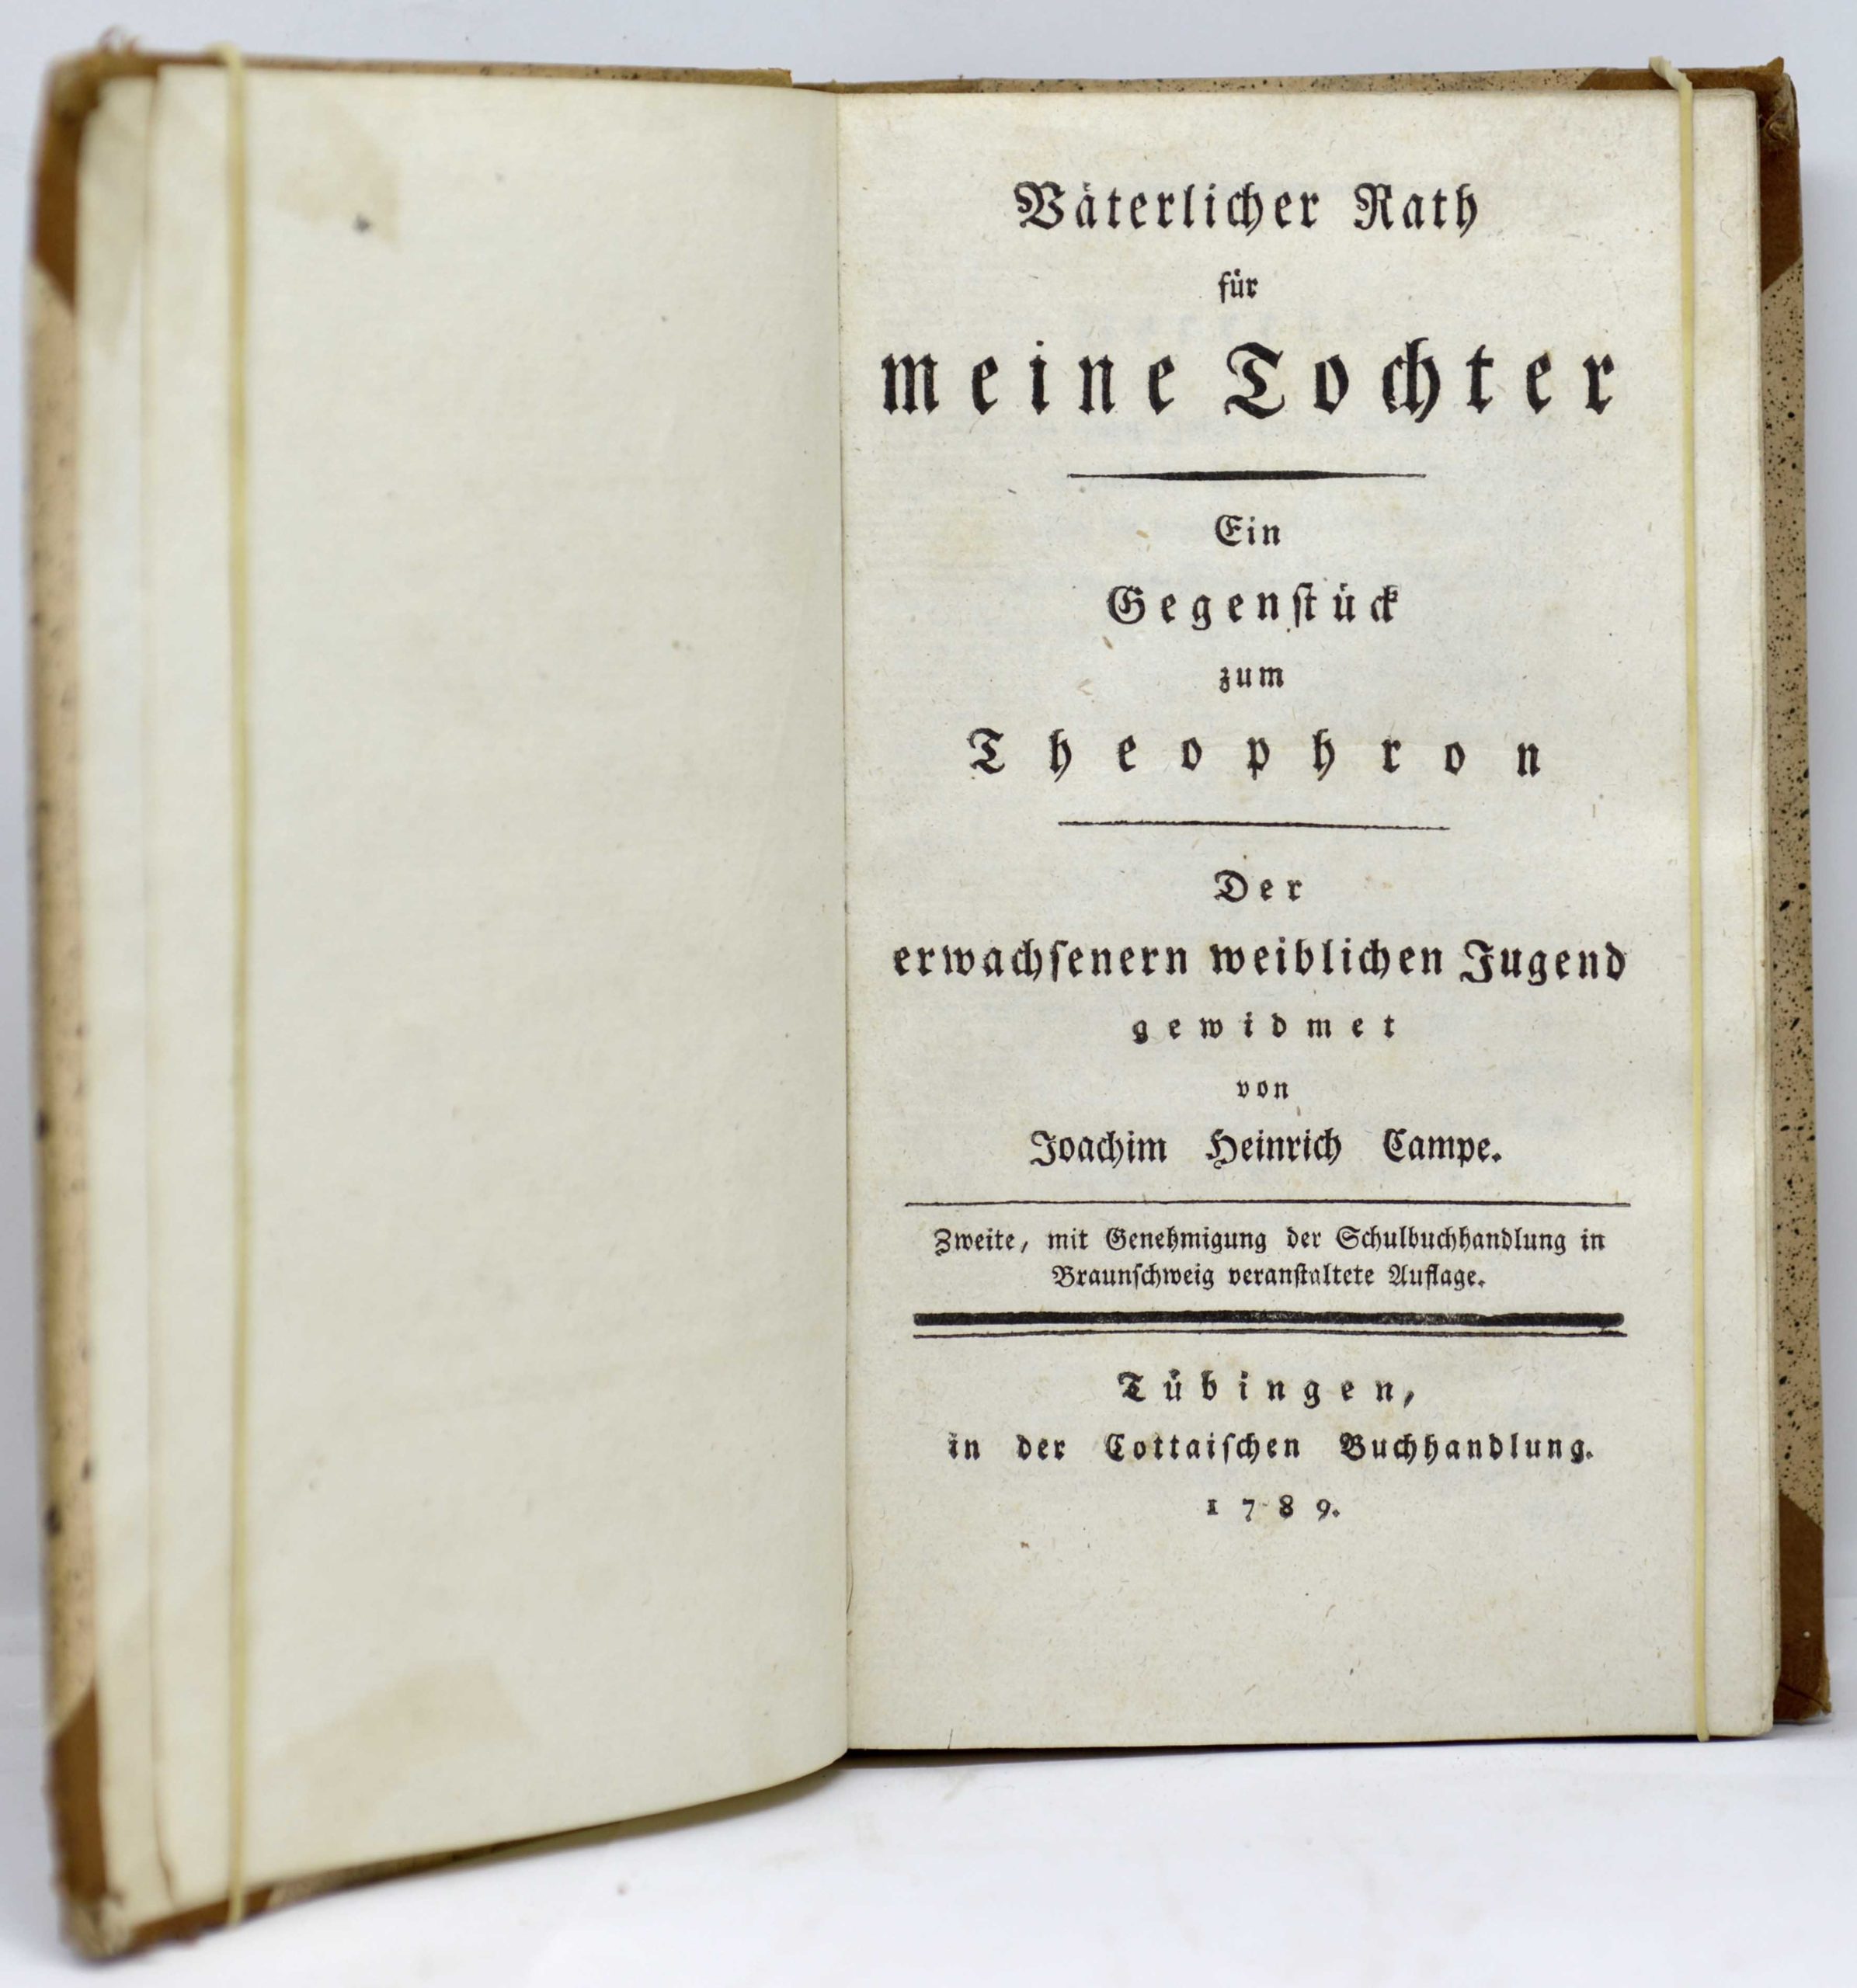 Väterlicher Rath
für
meine Tochter
Ein
Gegenſtück
zum
Theophron
Der
erwachſenern weiblichen Jugend
gewidmet
von
Joachim Heinrich Campe.
Zweite, mit Genehmigung der Schulbuchhandlung in
Braunſchweig veranſtaltete Auflage.
Tübingen,
in der Cottaiſchen Buchhandlung.
1789.